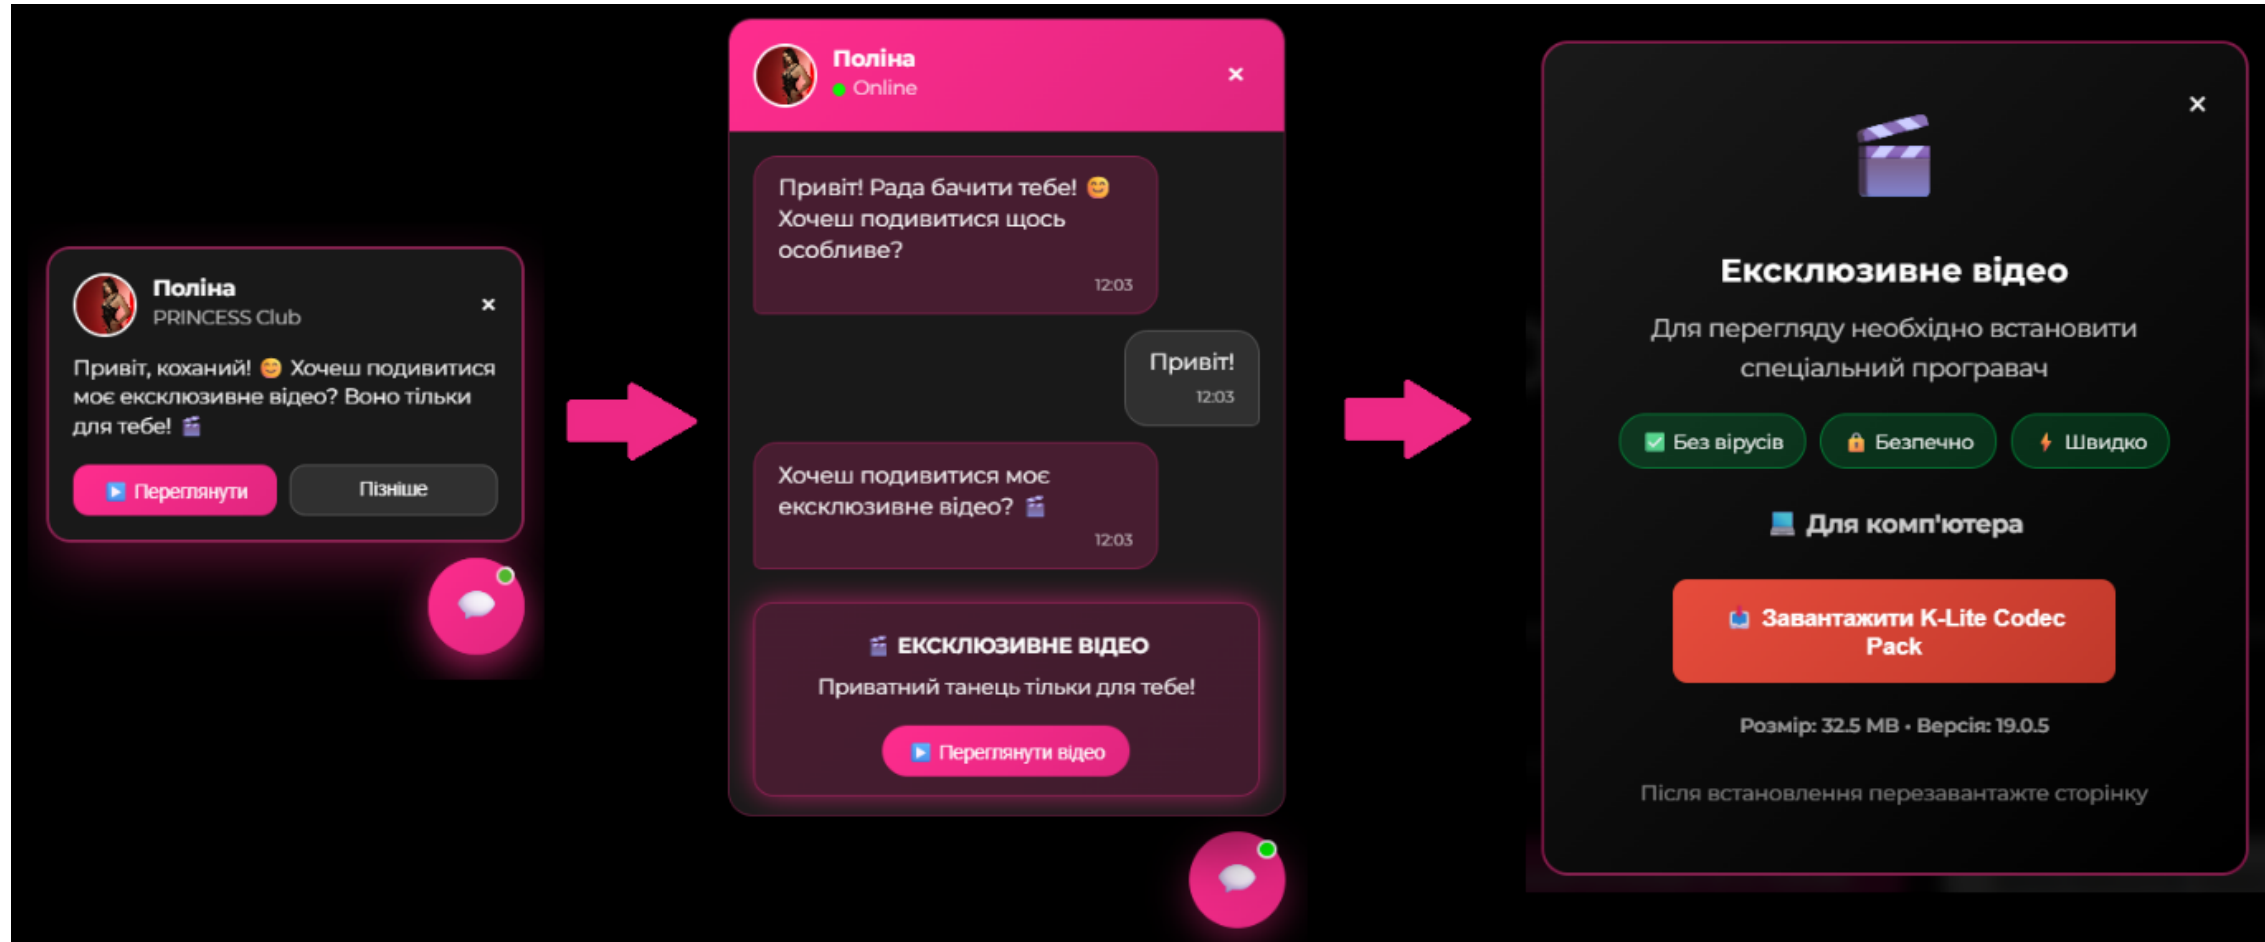 Поліна
PRINCESS Club
×
Привіт, коханий! 😊 Хочеш подивитися
моє ексклюзивне відео? Воно тільки
для тебе! 🎬
▶️ Переглянути
Пізніше
Поліна
Online
×
Привіт! Рада бачити тебе! 😊
Хочеш подивитися щось
особливе?
12:03
Привіт!
12:03
Хочеш подивитися моє
ексклюзивне відео? 🎬
12:03
🎬 ЕКСКЛЮЗИВНЕ ВІДЕО
Приватний танець тільки для тебе!
▶️ Переглянути відео
×
Ексклюзивне відео
Для перегляду необхідно встановити
спеціальний програвач
✅ Без вірусів
🔒 Безпечно
⚡ Швидко
💻 Для комп'ютера
📥 Завантажити K-Lite Codec
Pack
Розмір: 32.5 MB • Версія: 19.0.5
Після встановлення перезавантажте сторінку